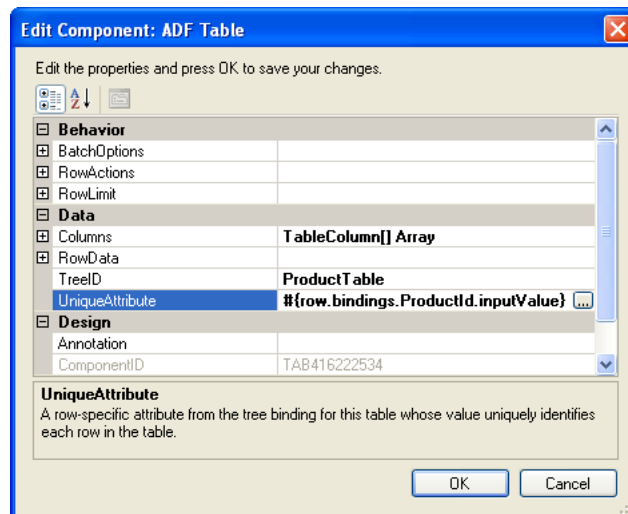 Edit Component: ADF Table
Edit the properties and press OK to save your changes.
Behavior
BatchOptions
RowActions
RowLimit
Data
Columns TableColumn[] Array
RowData
TreeID ProductTable
UniqueAttribute #{row.bindings.ProductId.inputValue} ...
Design
Annotation
ComponentID TAB416222534
UniqueAttribute
A row-specific attribute from the tree binding for this table whose value uniquely identifies
each row in the table.
OK Cancel